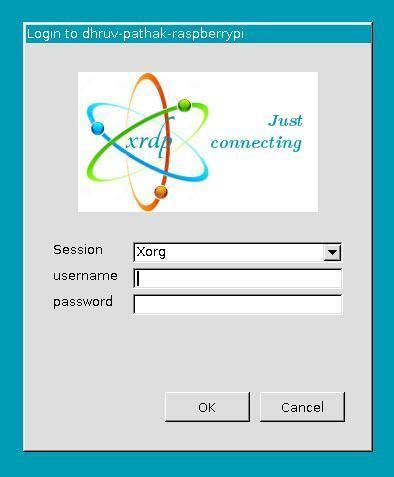 Login to dhruv-pathak-raspberrypi
xrdp
Just
connecting
Session
Xorg
username
password
OK
Cancel